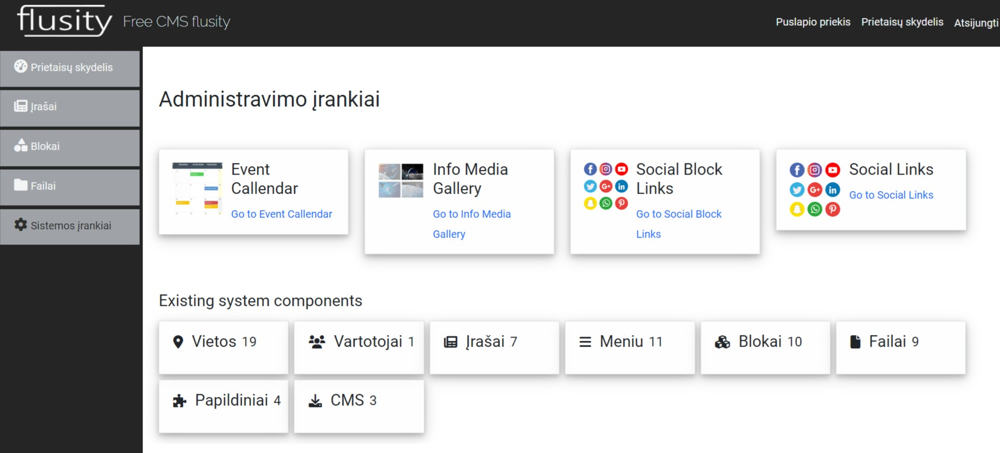 flusity Free CMS flusity
Puslapio priekis Prietaisų skydelis Atsijungti
Prietaisų skydelis
Įrašai
Blokai
Failai
Sistemos įrankiai
Administravimo įrankiai
Event
Callendar
Go to Event Callendar
Info Media
Gallery
Go to Info Media
Gallery
Social Block
Links
Go to Social Block
Links
Social Links
Go to Social Links
Existing system components
Vietos 19
Vartotojai 1
Įrašai 7
Meniu 11
Blokai 10
Failai 9
Papildiniai 4
CMS 3